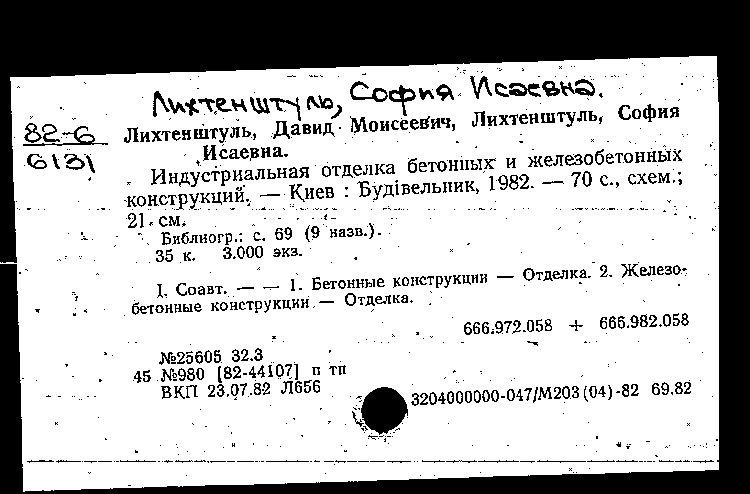 Лихтенштуль, София Исаевна.
82-6
6131
Лихтенштуль, Давид Моисеевич, Лихтенштуль, София
Исаевна.
Индустриальная отделка бетонных и железобетонных
конструкций. — Киев : Будівельник, 1982. — 70 с., схем.;
21 см.
Библиогр.: с. 69 (9 назв.).
35 к. 3.000 экз.
I. Соавт. — — 1. Бетонные конструкции — Отделка. 2. Железо-
бетонные конструкции — Отделка.
666.972.058 + 666.982.058
№25605 32.3
45 №980 [82-44107] п тп
ВКП 23.07.82 Л656
3204000000-047/М203(04)-82 69.82